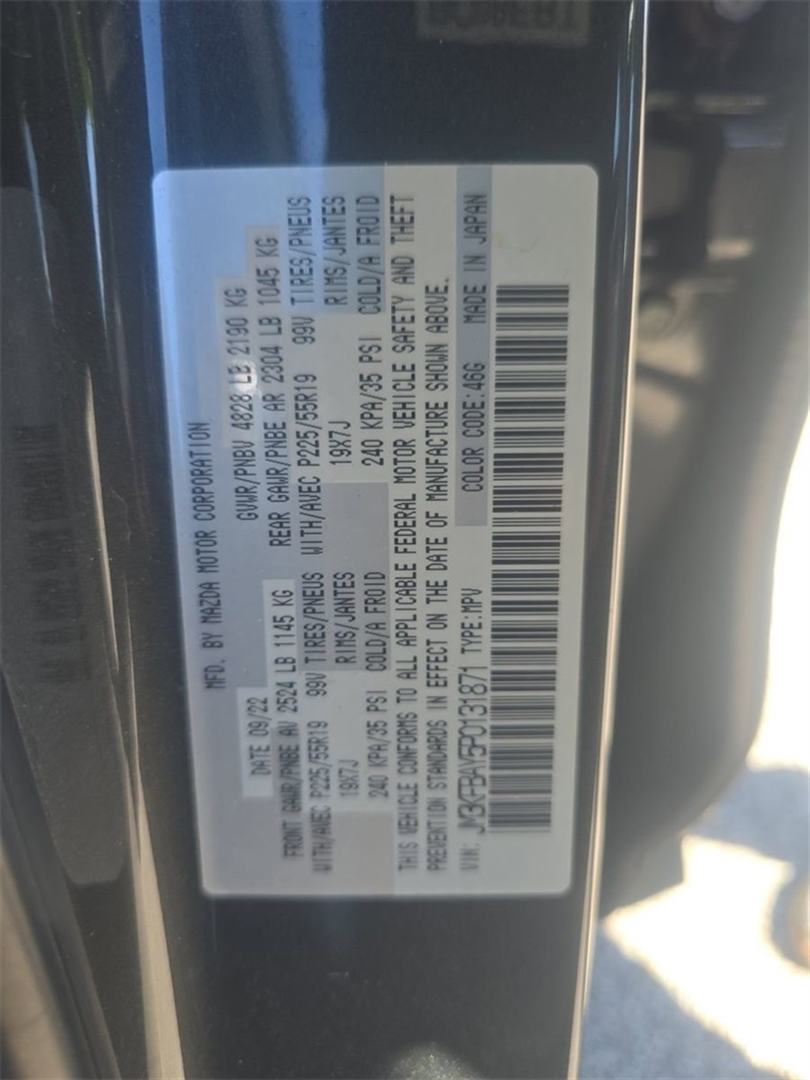 MFD. BY MAZDA MOTOR CORPORATION
DATE 09/22 GVWR/PNBV 4828 LB 2190 KG
FRONT GAWR/PNBE AV 2524 LB 1145 KG REAR GAWR/PNBE AR 2304 LB 1045 KG
WITH/AVEC P225/55R19 99V TIRES/PNEUS WITH/AVEC P225/55R19 99V TIRES/PNEUS
19X7J RIMS/JANTES 19X7J RIMS/JANTES
240 KPA/35 PSI COLD/A FROID 240 KPA/35 PSI COLD/A FROID
THIS VEHICLE CONFORMS TO ALL APPLICABLE FEDERAL MOTOR VEHICLE SAFETY AND THEFT
PREVENTION STANDARDS IN EFFECT ON THE DATE OF MANUFACTURE SHOWN ABOVE.
VIN: JM3KFBAY5P0131871 TYPE:MPV COLOR CODE:46G MADE IN JAPAN